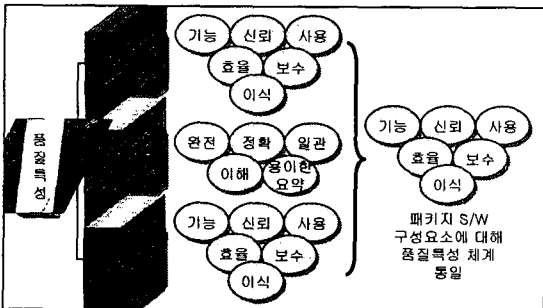 품질특성
기능 신뢰 사용
효율 보수
이식
완전 정확 일관
이해 용이한 요약
기능 신뢰 사용
효율 보수
이식
기능 신뢰 사용
효율 보수
이식
패키지 S/W
구성요소에 대해
품질특성 체계
통일